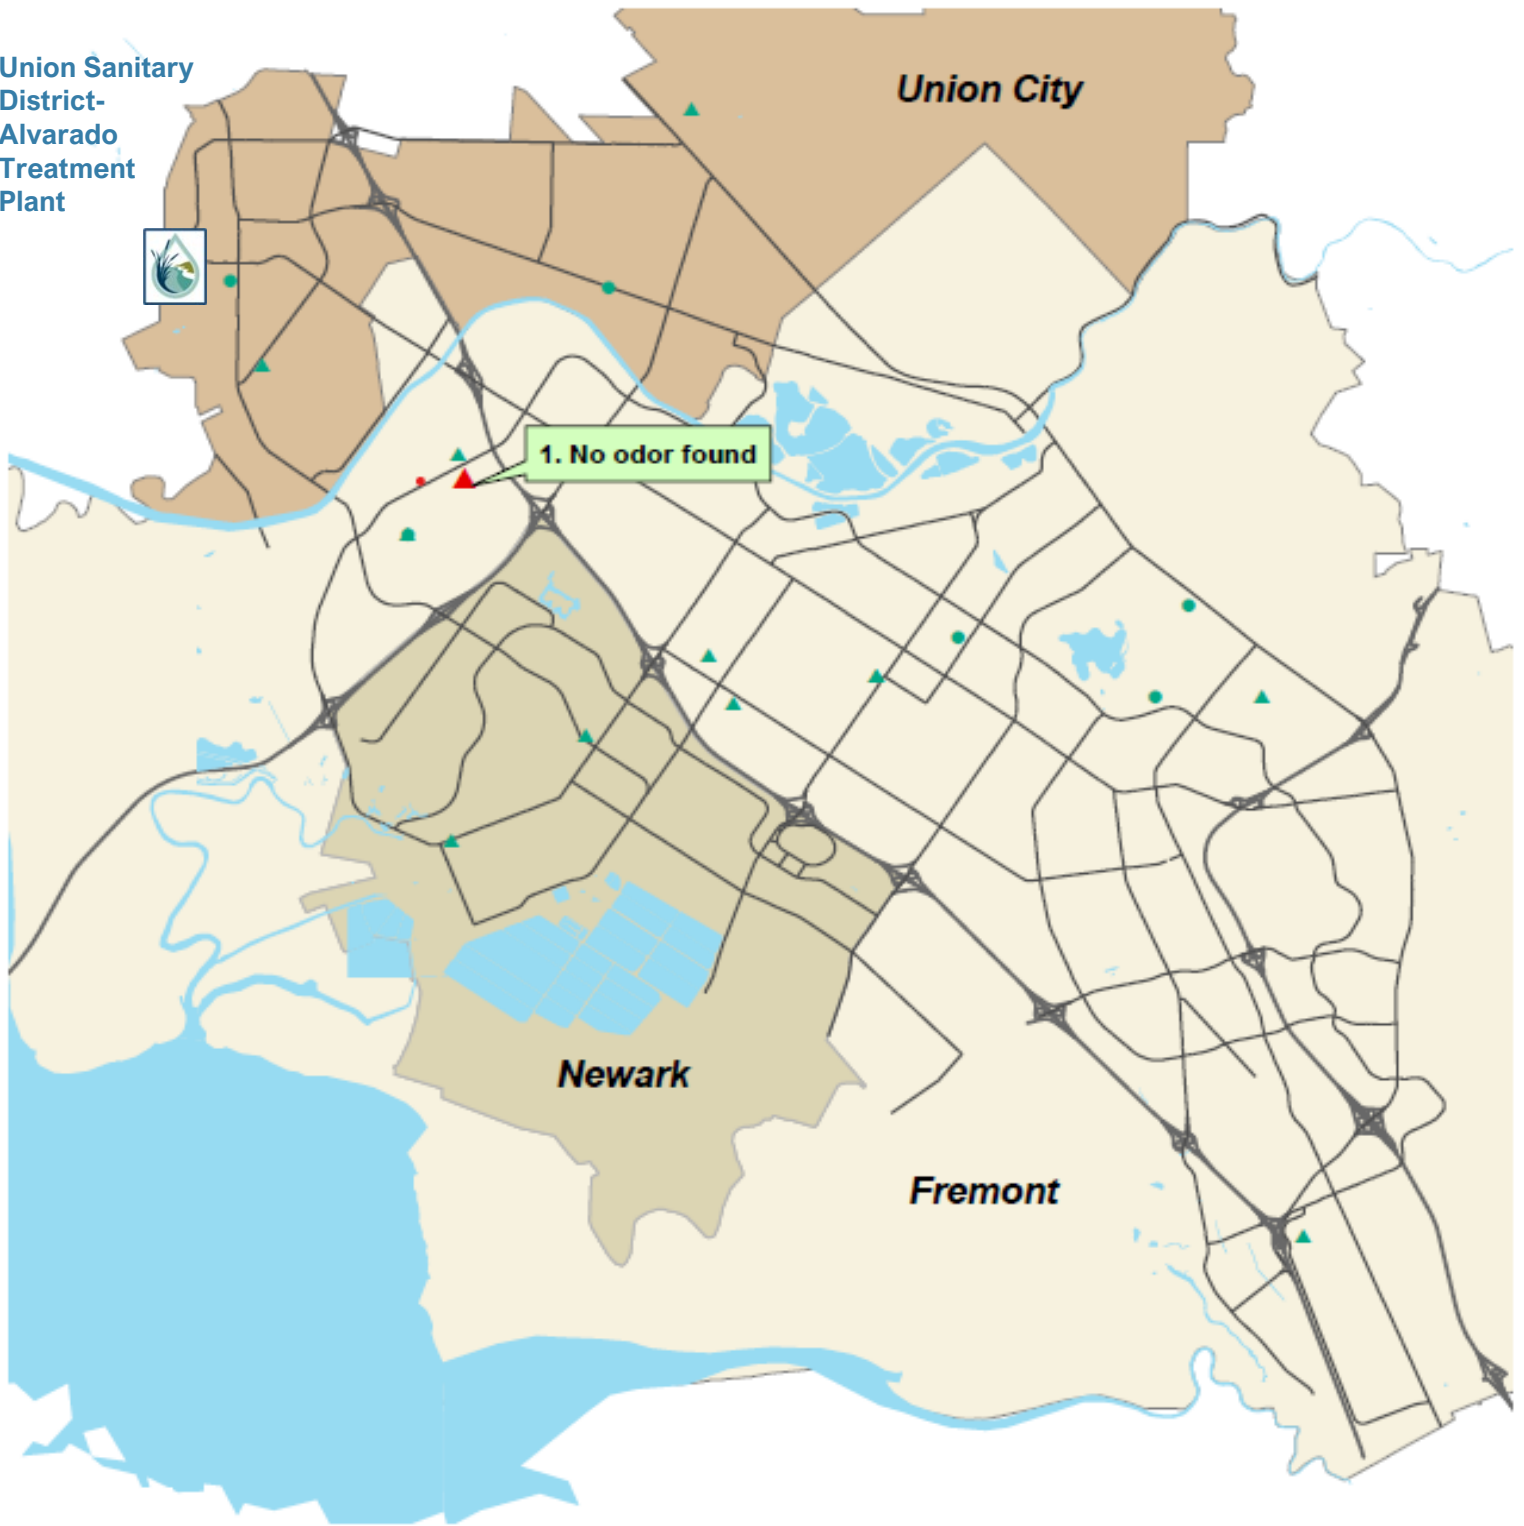 Union Sanitary
District-
Alvarado
Treatment
Plant
Union City
1. No odor found
Newark
Fremont